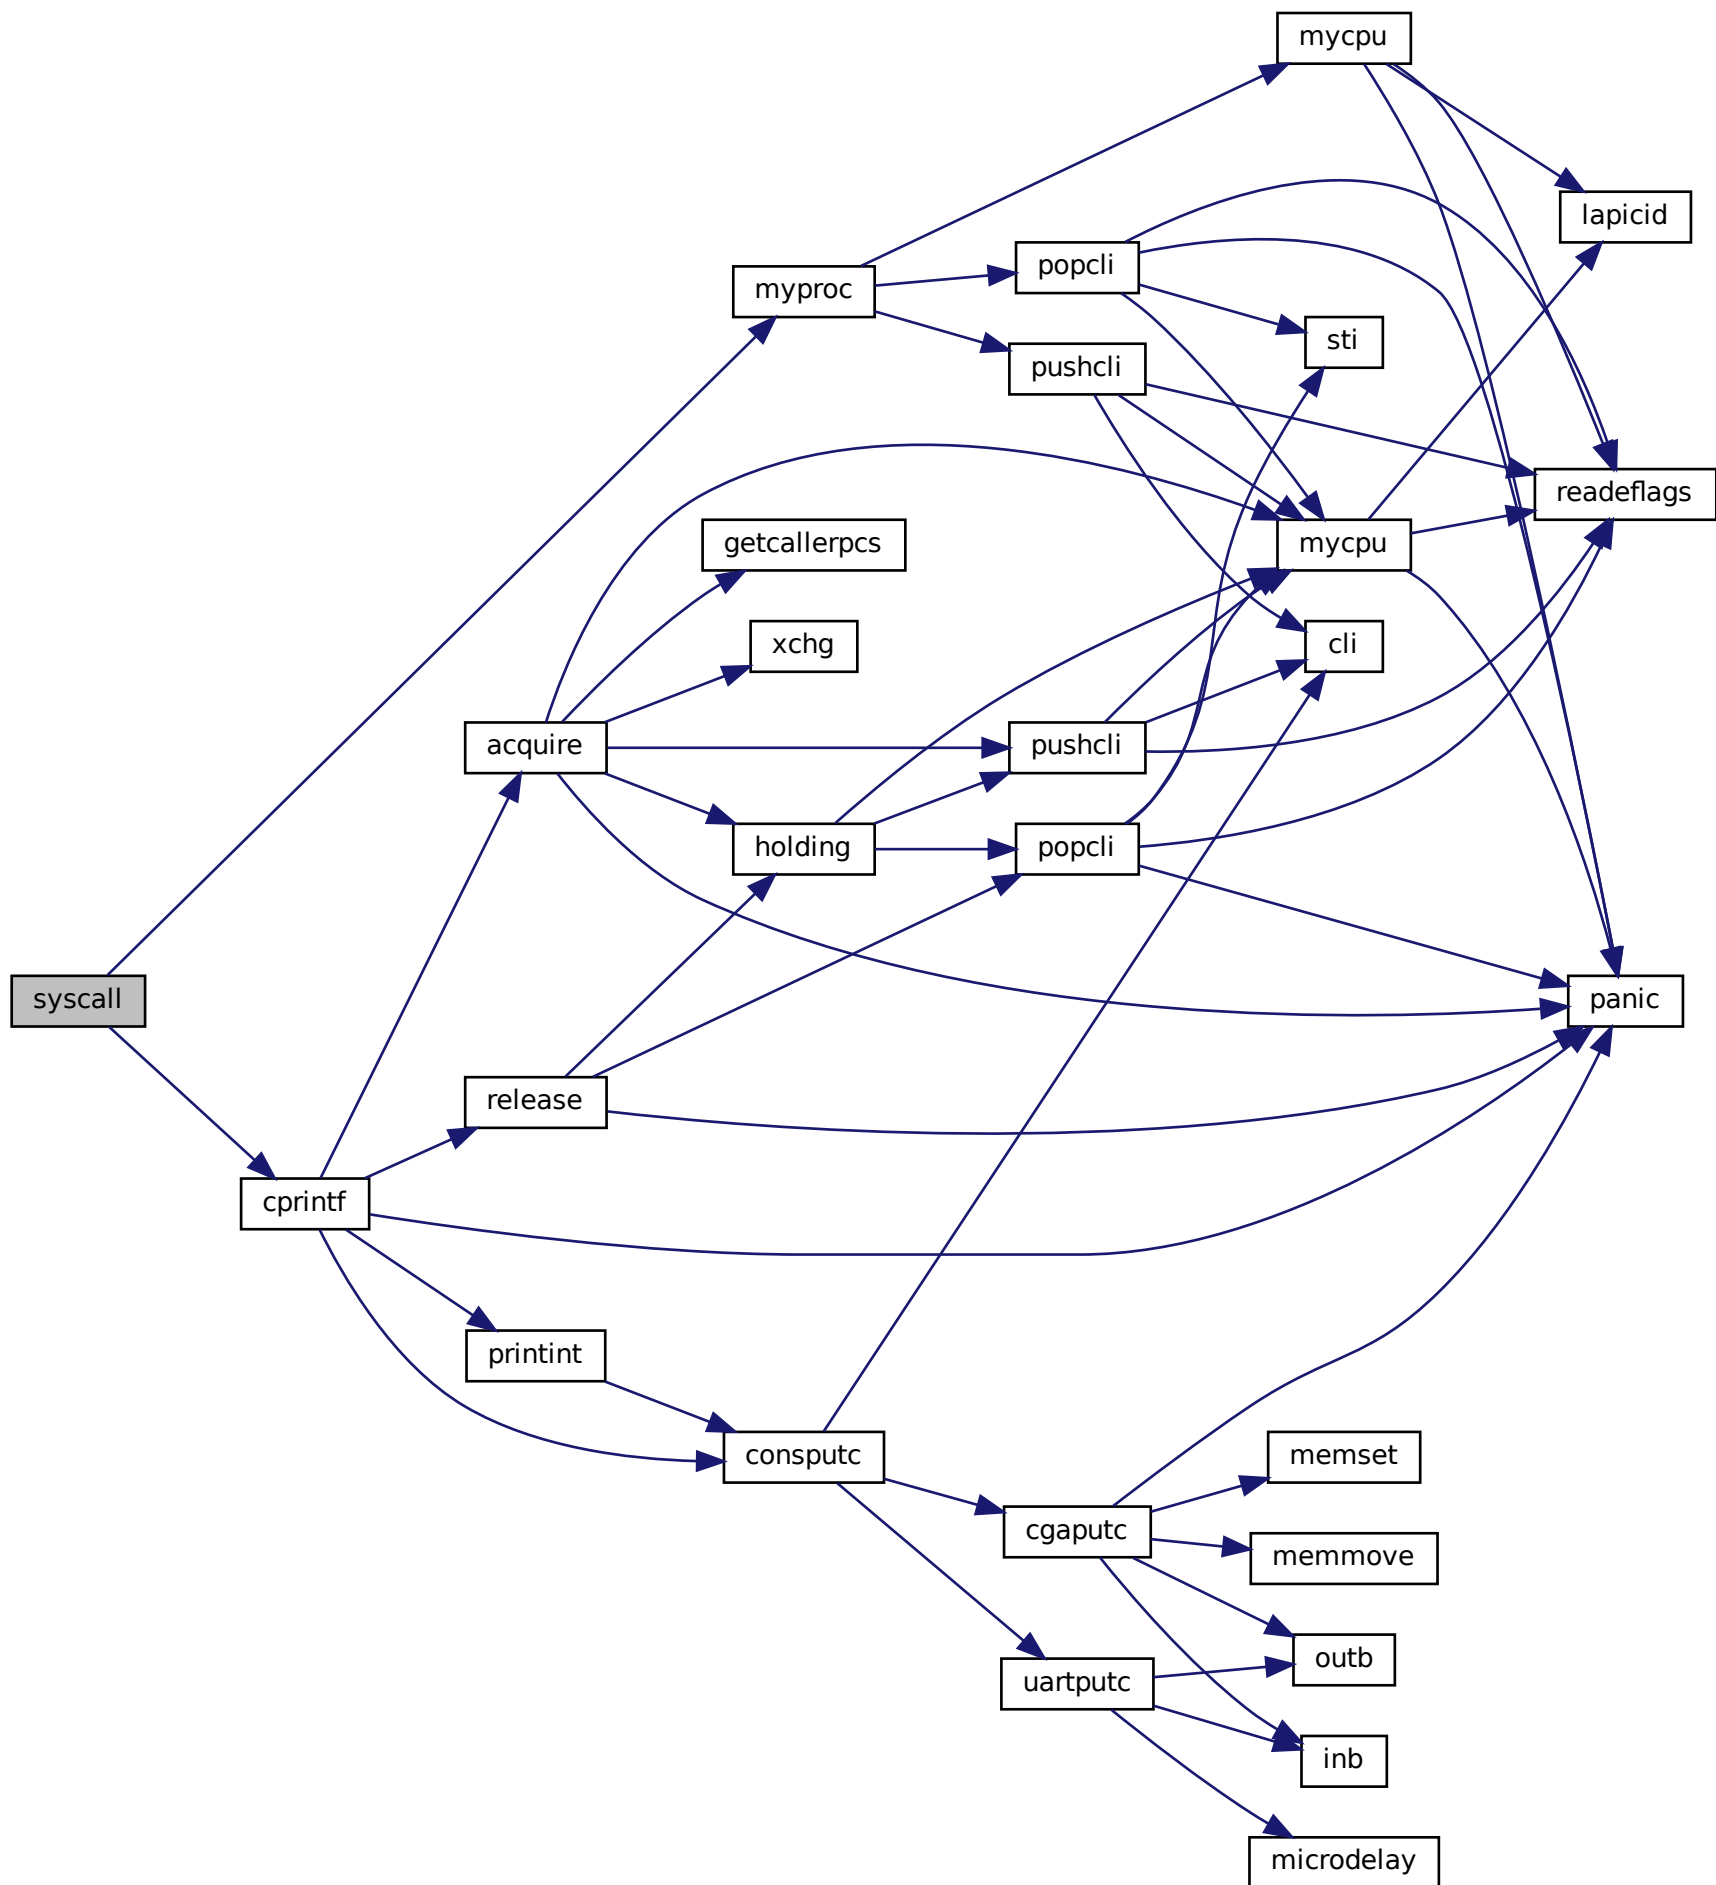 mycpu
lapicid
popcli
myproc
sti
pushcli
readeflags
getcallerpcs
mycpu
xchg
cli
acquire
pushcli
holding
popcli
syscall
panic
release
cprintf
printint
consputc
memset
cgaputc
memmove
outb
uartputc
inb
microdelay